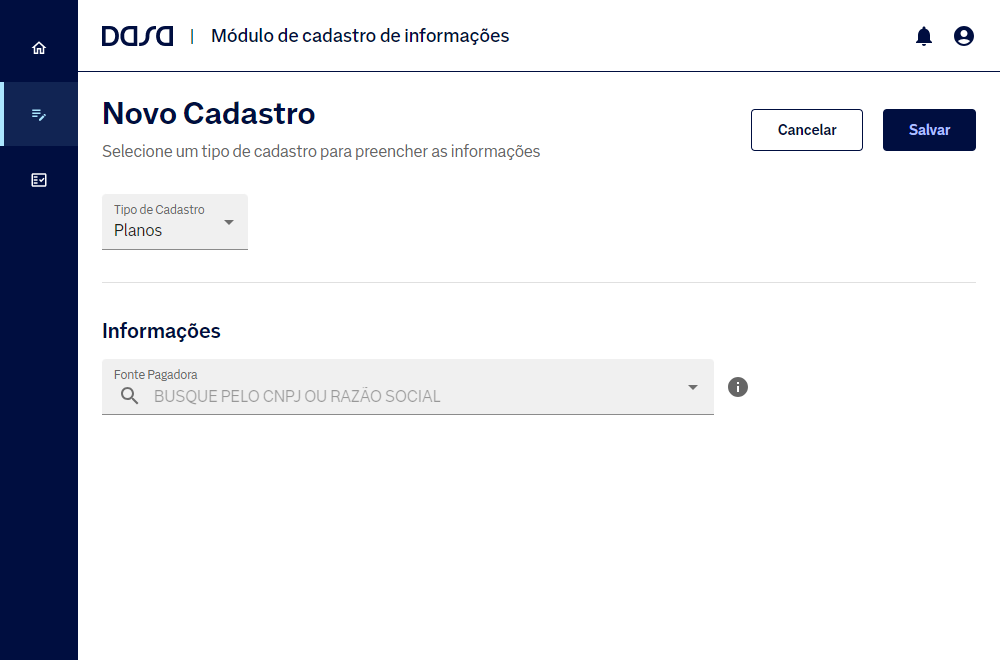 DASA | Módulo de cadastro de informações
Novo Cadastro
Selecione um tipo de cadastro para preencher as informações
Cancelar
Salvar
Tipo de Cadastro
Planos
Informações
Fonte Pagadora
BUSQUE PELO CNPJ OU RAZÃO SOCIAL